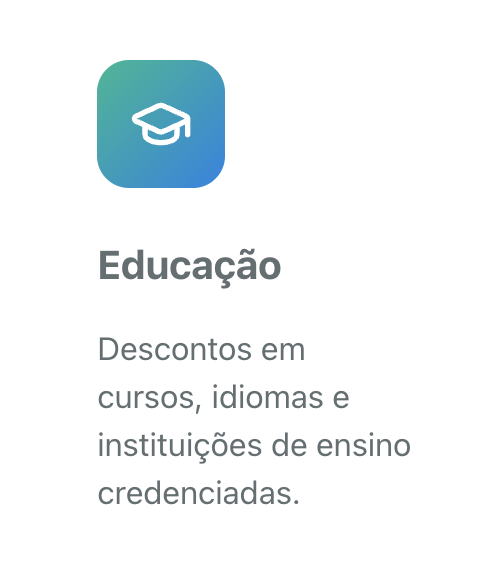 Educação
Descontos em
cursos, idiomas e
instituições de ensino
credenciadas.